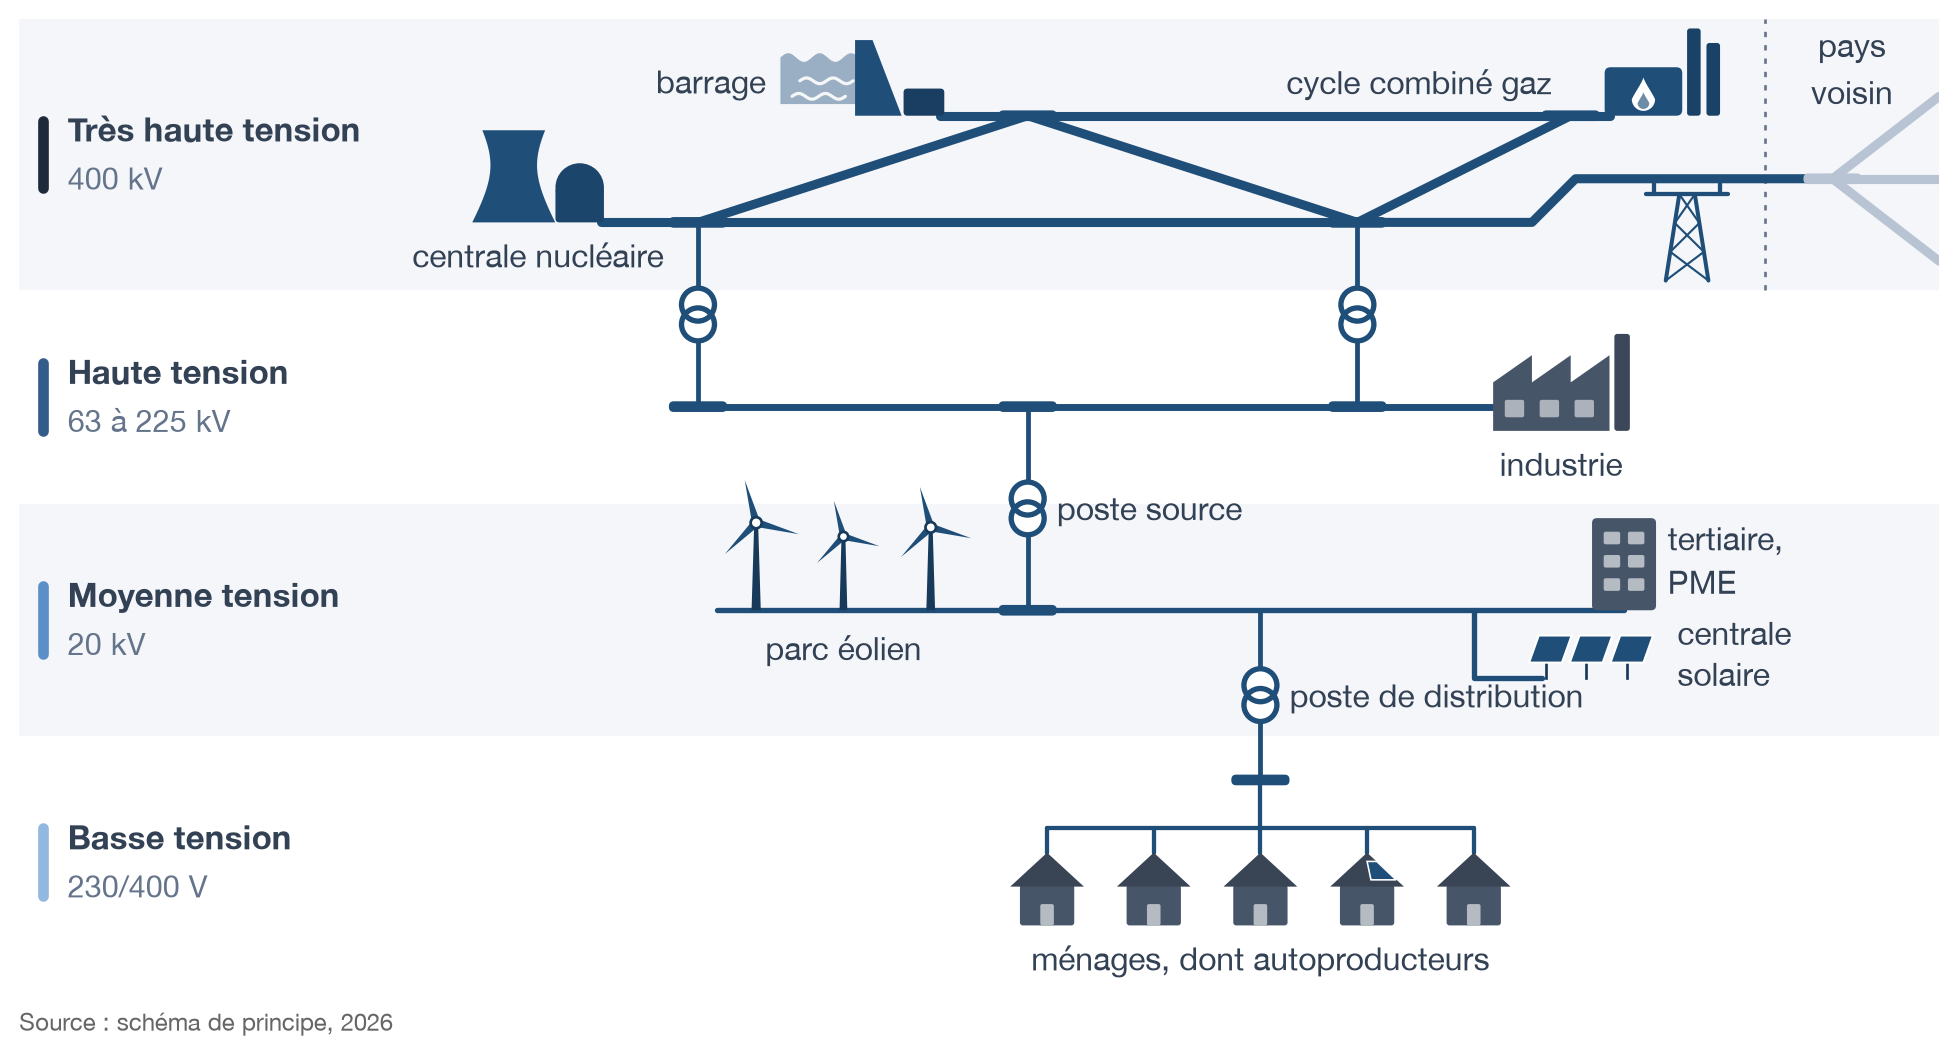 pays
voisin
barrage
cycle combiné gaz
Très haute tension
400 kV
centrale nucléaire
Haute tension
63 à 225 kV
industrie
poste source
tertiaire,
PME
Moyenne tension
20 kV
parc éolien
centrale
solaire
poste de distribution
Basse tension
230/400 V
ménages, dont autoproducteurs
Source : schéma de principe, 2026